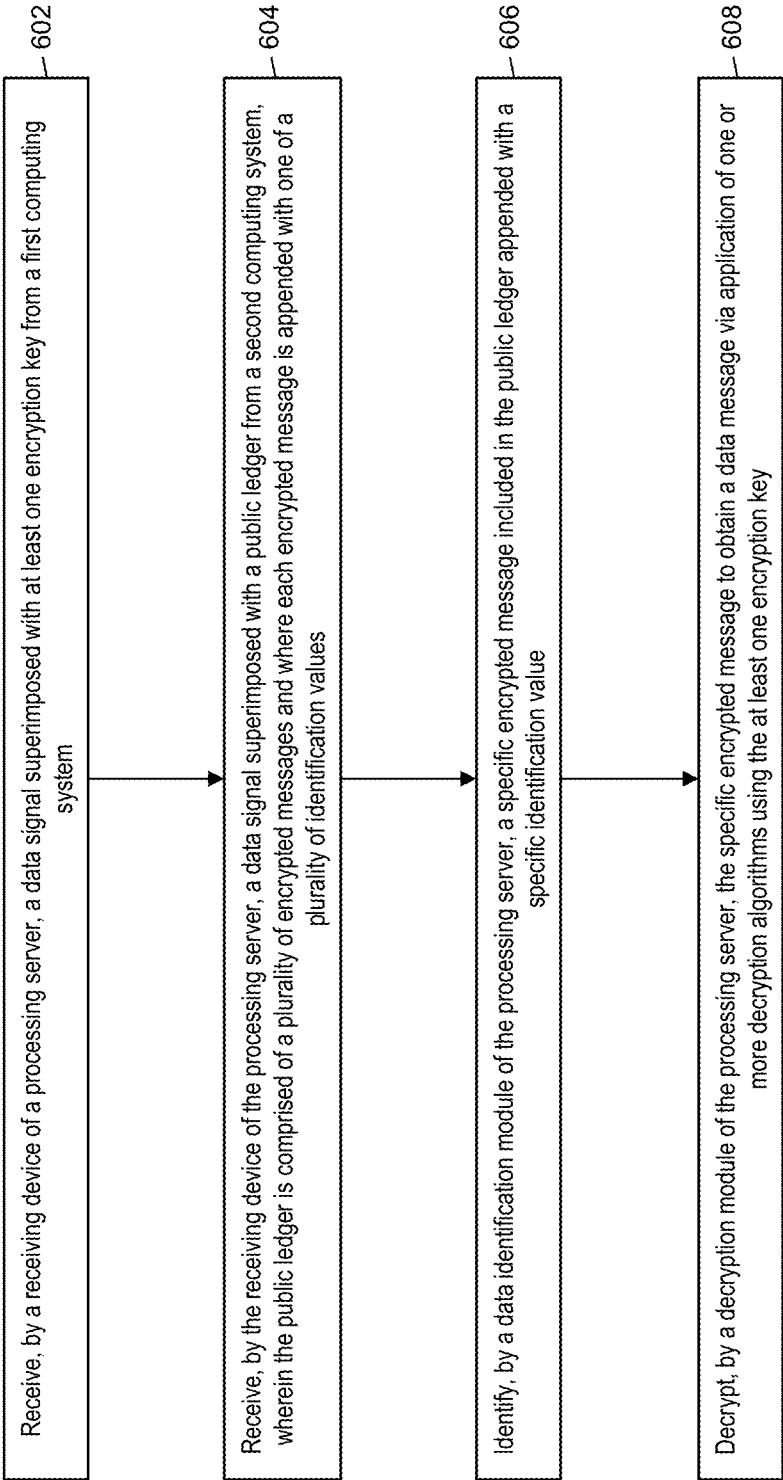 Receive, by a receiving device of a processing server, a data signal superimposed with at least one encryption key from a first computing
system
602
Receive, by the receiving device of the processing server, a data signal superimposed with a public ledger from a second computing system,
wherein the public ledger is comprised of a plurality of encrypted messages and where each encrypted message is appended with one of a
plurality of identification values
604
Identify, by a data identification module of the processing server, a specific encrypted message included in the public ledger appended with a
specific identification value
606
Decrypt, by a decryption module of the processing server, the specific encrypted message to obtain a data message via application of one or
more decryption algorithms using the at least one encryption key
608